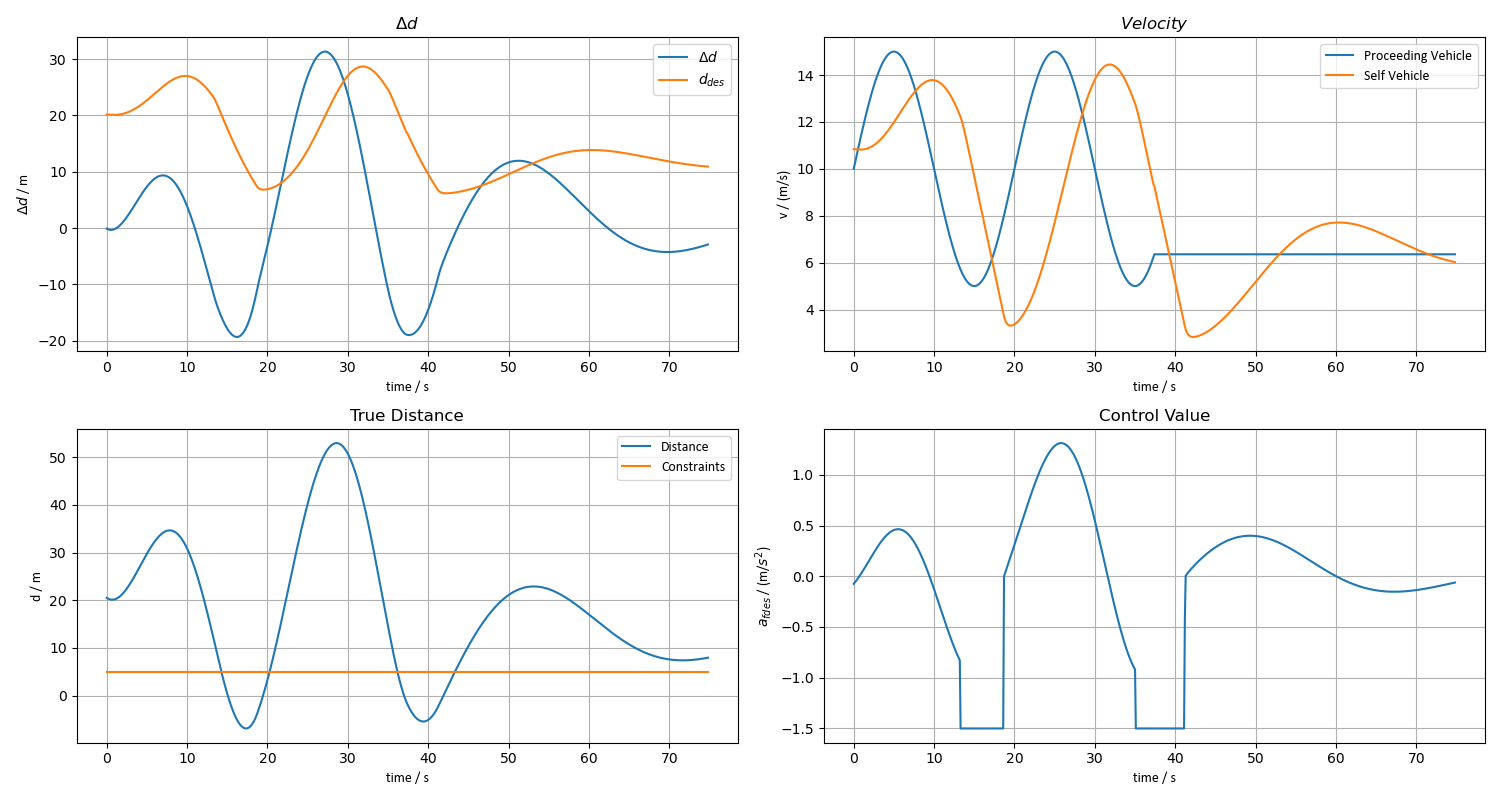 Δd
30
20
10
0
−10
−20
Δd / m
0 10 20 30 40 50 60 70
time / s
Δd
d_des
Velocity
14
12
10
8
6
4
v / (m/s)
0 10 20 30 40 50 60 70
time / s
Proceeding Vehicle
Self Vehicle
True Distance
50
40
30
20
10
0
d / m
0 10 20 30 40 50 60 70
time / s
Distance
Constraints
Control Value
1.0
0.5
0.0
−0.5
−1.0
−1.5
a_fdes / (m/s²)
0 10 20 30 40 50 60 70
time / s